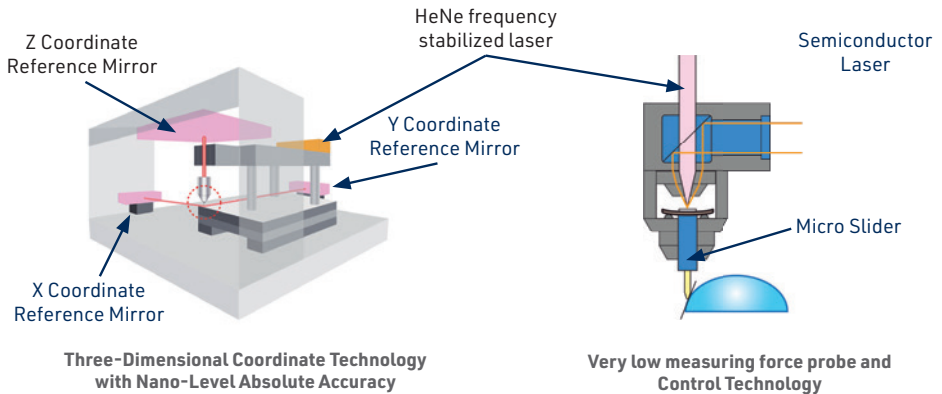 Z Coordinate
Reference Mirror
HeNe frequency
stabilized laser
Y Coordinate
Reference Mirror
X Coordinate
Reference Mirror
Three-Dimensional Coordinate Technology
with Nano-Level Absolute Accuracy
Semiconductor
Laser
Micro Slider
Very low measuring force probe and
Control Technology